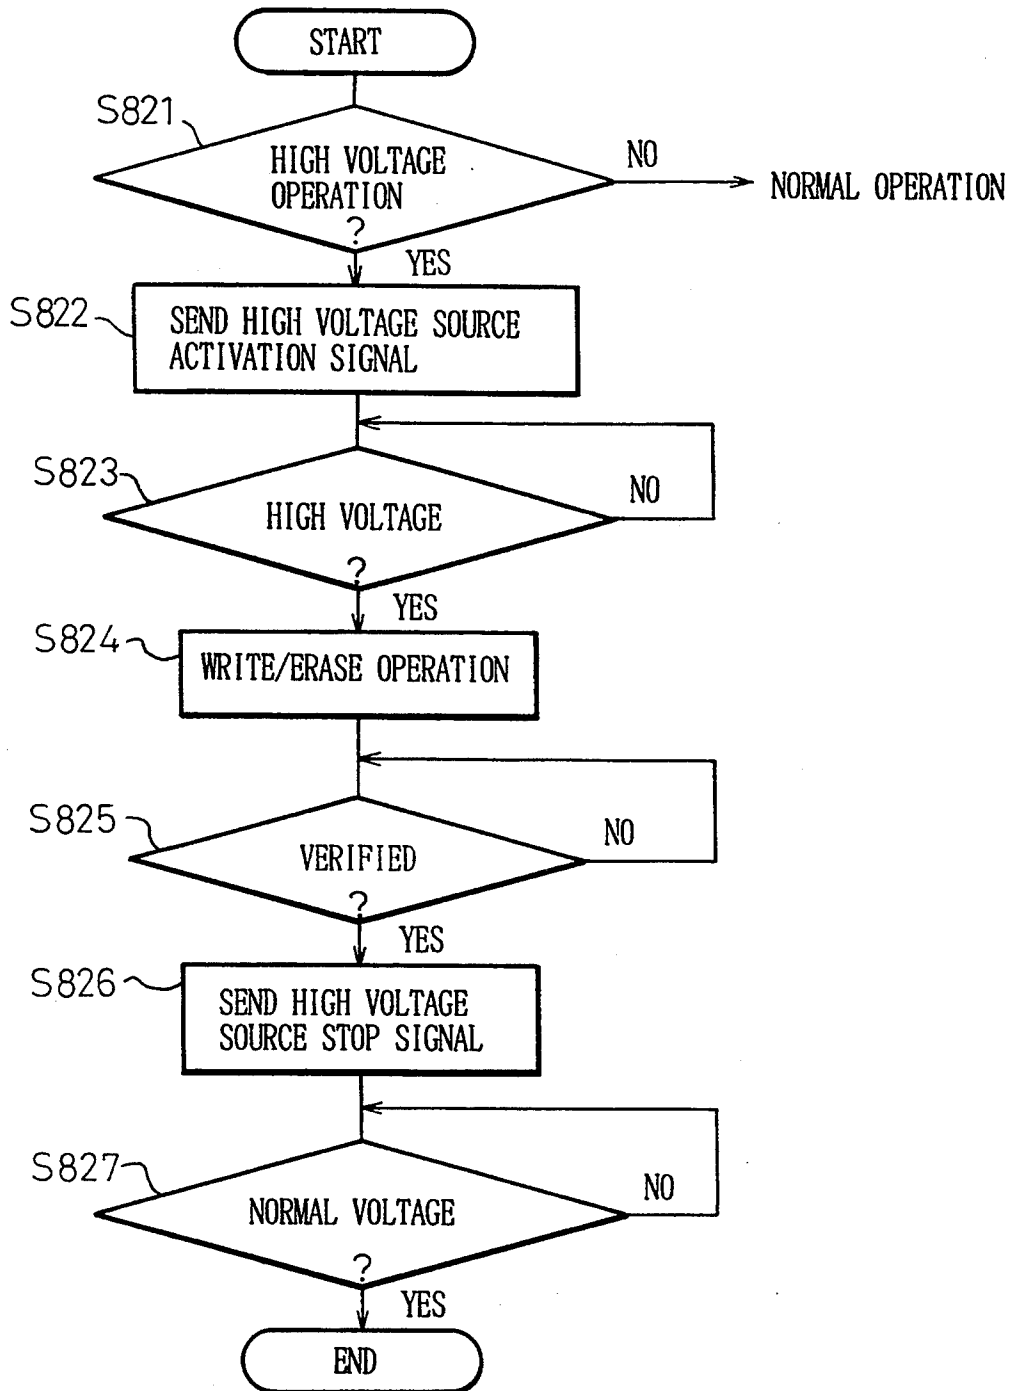 START
S821
HIGH VOLTAGE
OPERATION
?
NO
NORMAL OPERATION
YES
S822
SEND HIGH VOLTAGE SOURCE
ACTIVATION SIGNAL
S823
HIGH VOLTAGE
?
NO
YES
S824
WRITE/ERASE OPERATION
S825
VERIFIED
?
NO
YES
S826
SEND HIGH VOLTAGE
SOURCE STOP SIGNAL
S827
NORMAL VOLTAGE
?
NO
YES
END